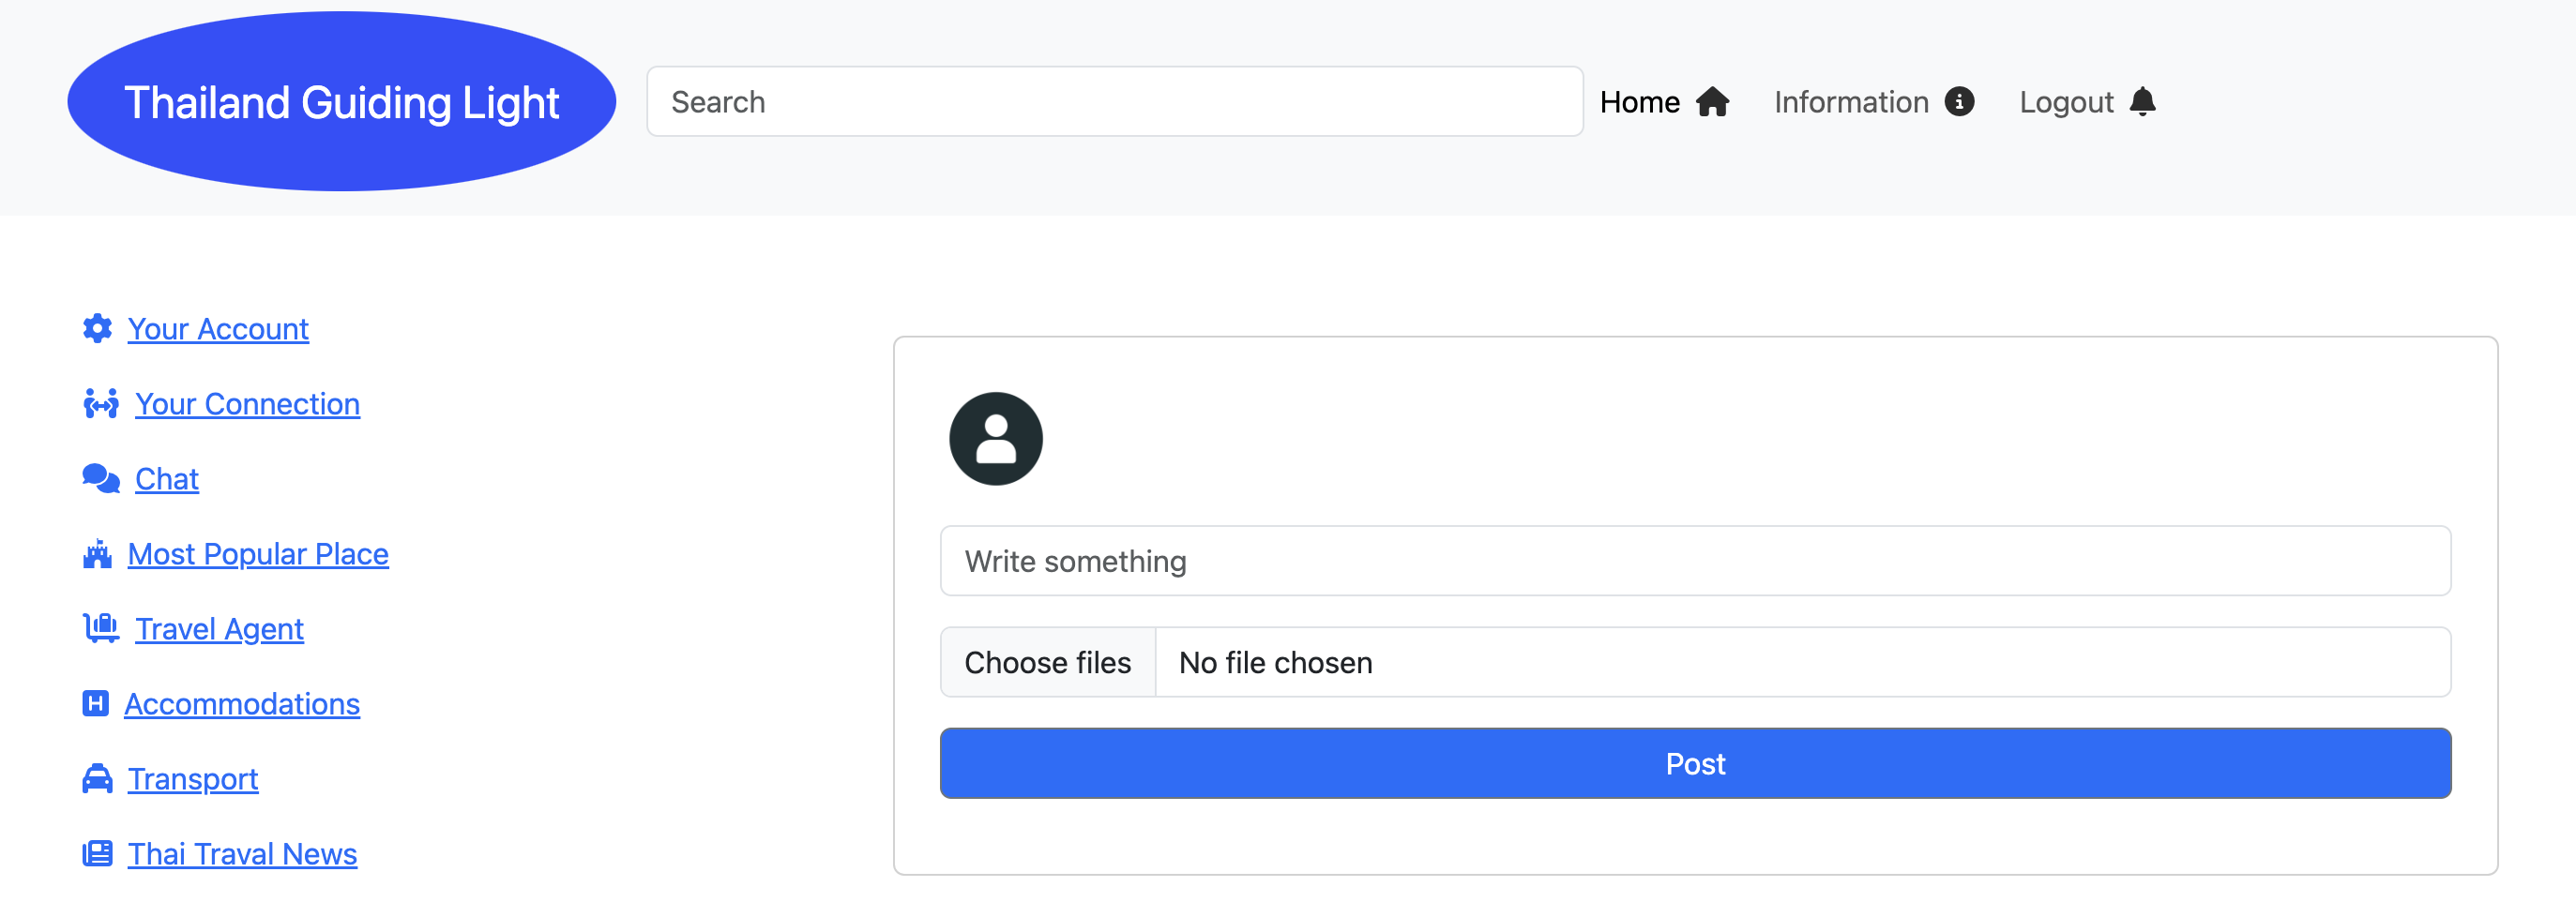 Thailand Guiding Light
Search
Home
Information
Logout
Your Account
Your Connection
Chat
Most Popular Place
Travel Agent
H Accommodations
Transport
Thai Traval News
Write something
Choose files No file chosen
Post